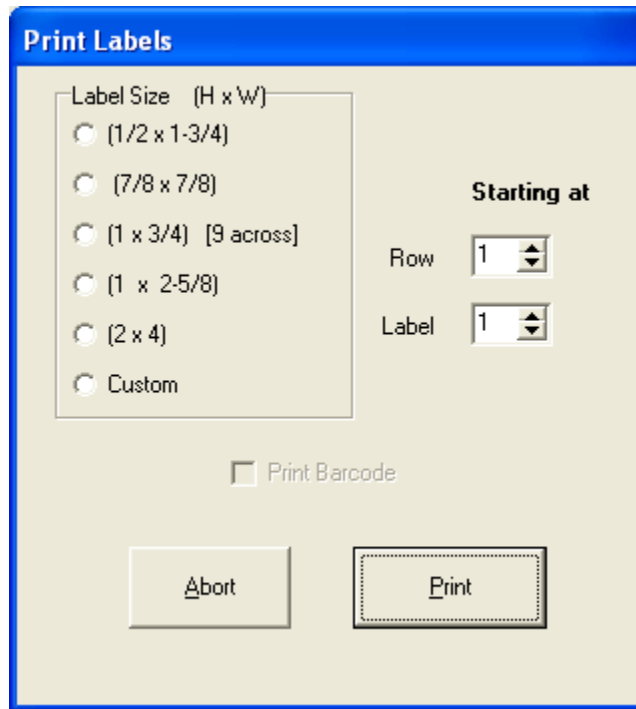 Print Labels
Label Size (H x W)
(1/2 x 1-3/4)
(7/8 x 7/8)
(1 x 3/4) [9 across]
(1 x 2-5/8)
(2 x 4)
Custom
Starting at
Row 1
Label 1
Print Barcode
Abort Print